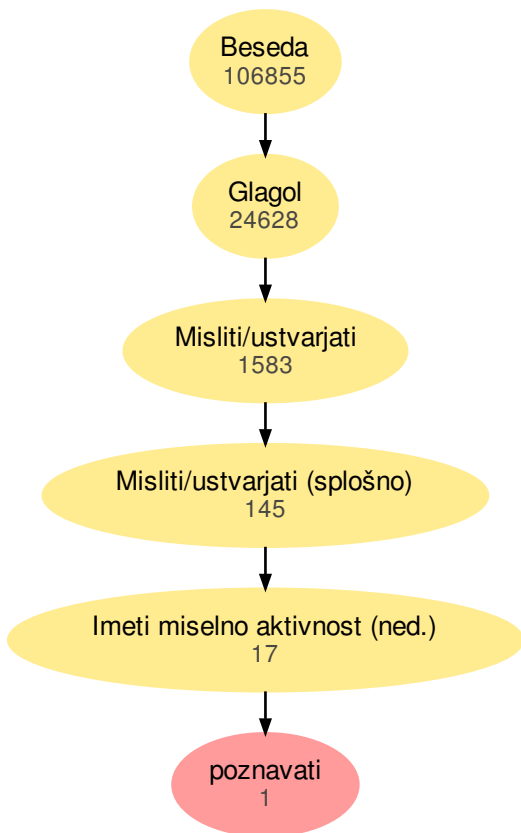 Beseda
106855
Glagol
24628
Misliti/ustvarjati
1583
Misliti/ustvarjati (splošno)
145
Imeti miselno aktivnost (ned.)
17
poznavati
1